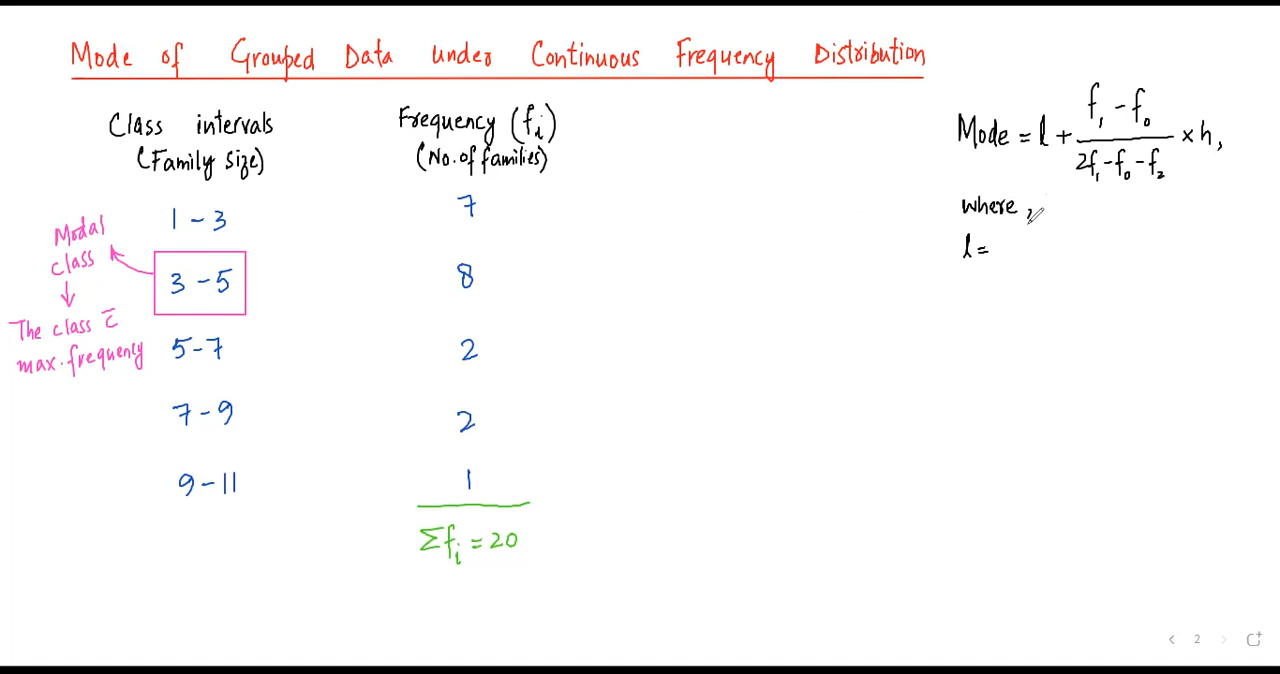 Mode of Grouped Data under Continuous Frequency Distribution
Class intervals
(Family size)
Frequency (fi)
(No. of families)
1 - 3
7
3 - 5
8
5 - 7
2
7 - 9
2
9 - 11
1
Σfi = 20
Modal
class
The class c̄
max. frequency
Mode = l + (f₁ - f₀)/(2f₁ - f₀ - f₂) × h,
where,
l =
2